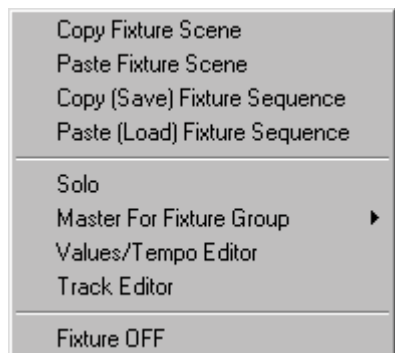 Copy Fixture Scene
Paste Fixture Scene
Copy (Save) Fixture Sequence
Paste (Load) Fixture Sequence
Solo
Master For Fixture Group
Values/Tempo Editor
Track Editor
Fixture OFF